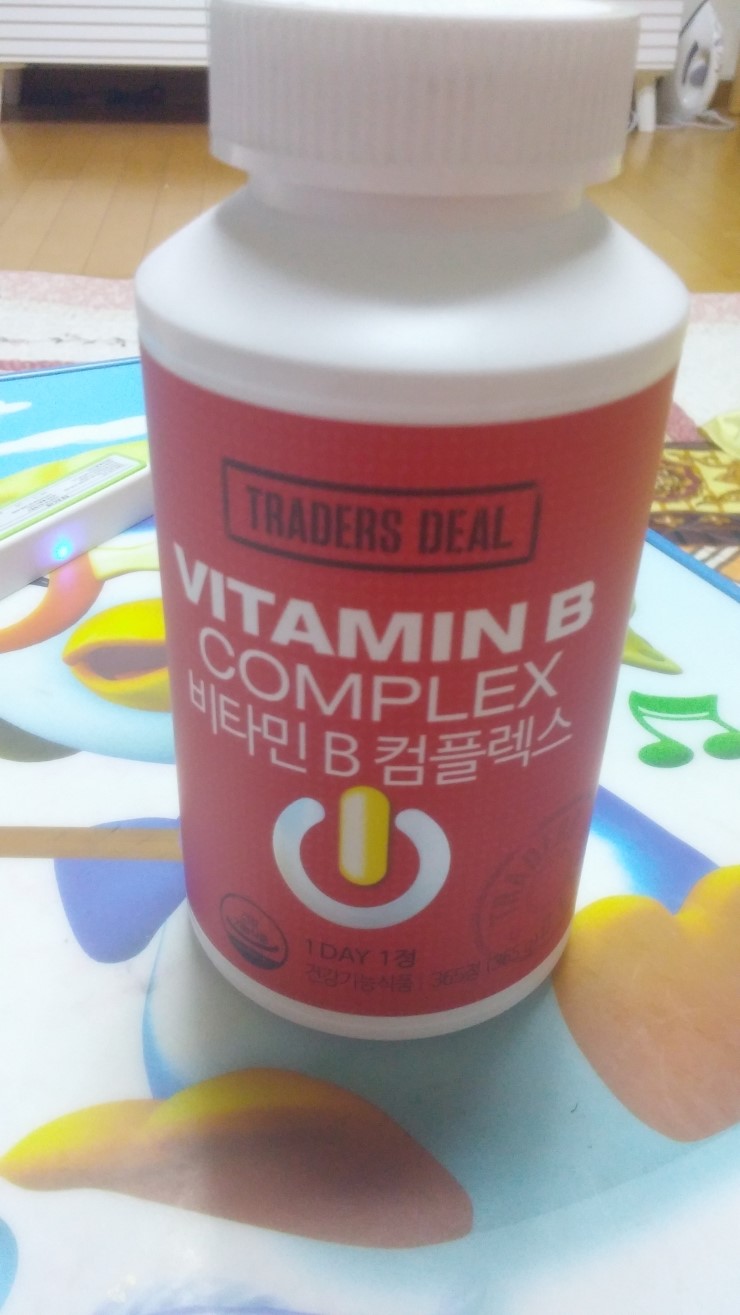 TRADERS DEAL
VITAMIN B
COMPLEX
비타민 B 컴플렉스
1 DAY 1 정
건강기능식품 | 365정
TRADE